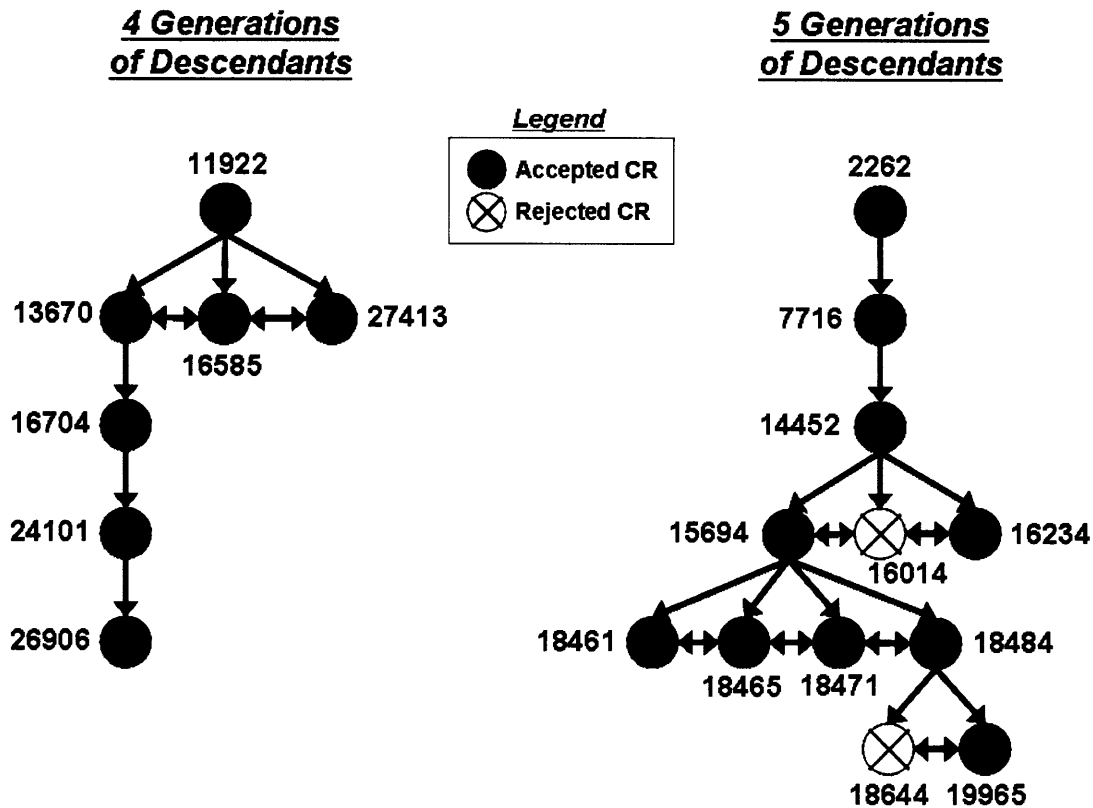 4 Generations
of Descendants
5 Generations
of Descendants
Legend
Accepted CR
Rejected CR
11922
13670
16585
27413
16704
24101
26906
2262
7716
14452
15694
16014
16234
18461
18465
18471
18484
18644
19965